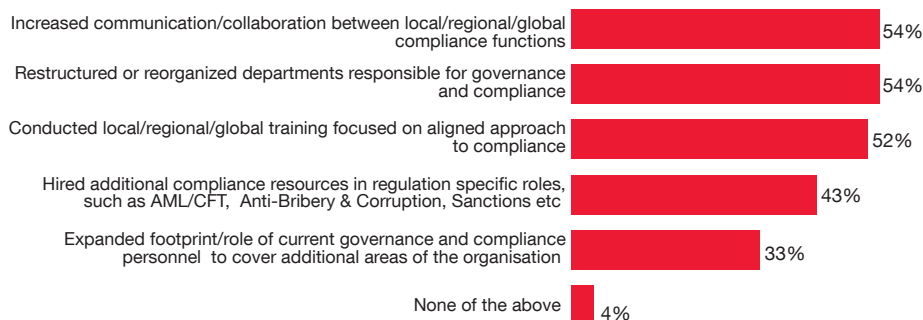 Increased communication/collaboration between local/regional/global
compliance functions
54%
Restructured or reorganized departments responsible for governance
and compliance
54%
Conducted local/regional/global training focused on aligned approach
to compliance
52%
Hired additional compliance resources in regulation specific roles,
such as AML/CFT, Anti-Bribery & Corruption, Sanctions etc
43%
Expanded footprint/role of current governance and compliance
personnel to cover additional areas of the organisation
33%
None of the above
4%